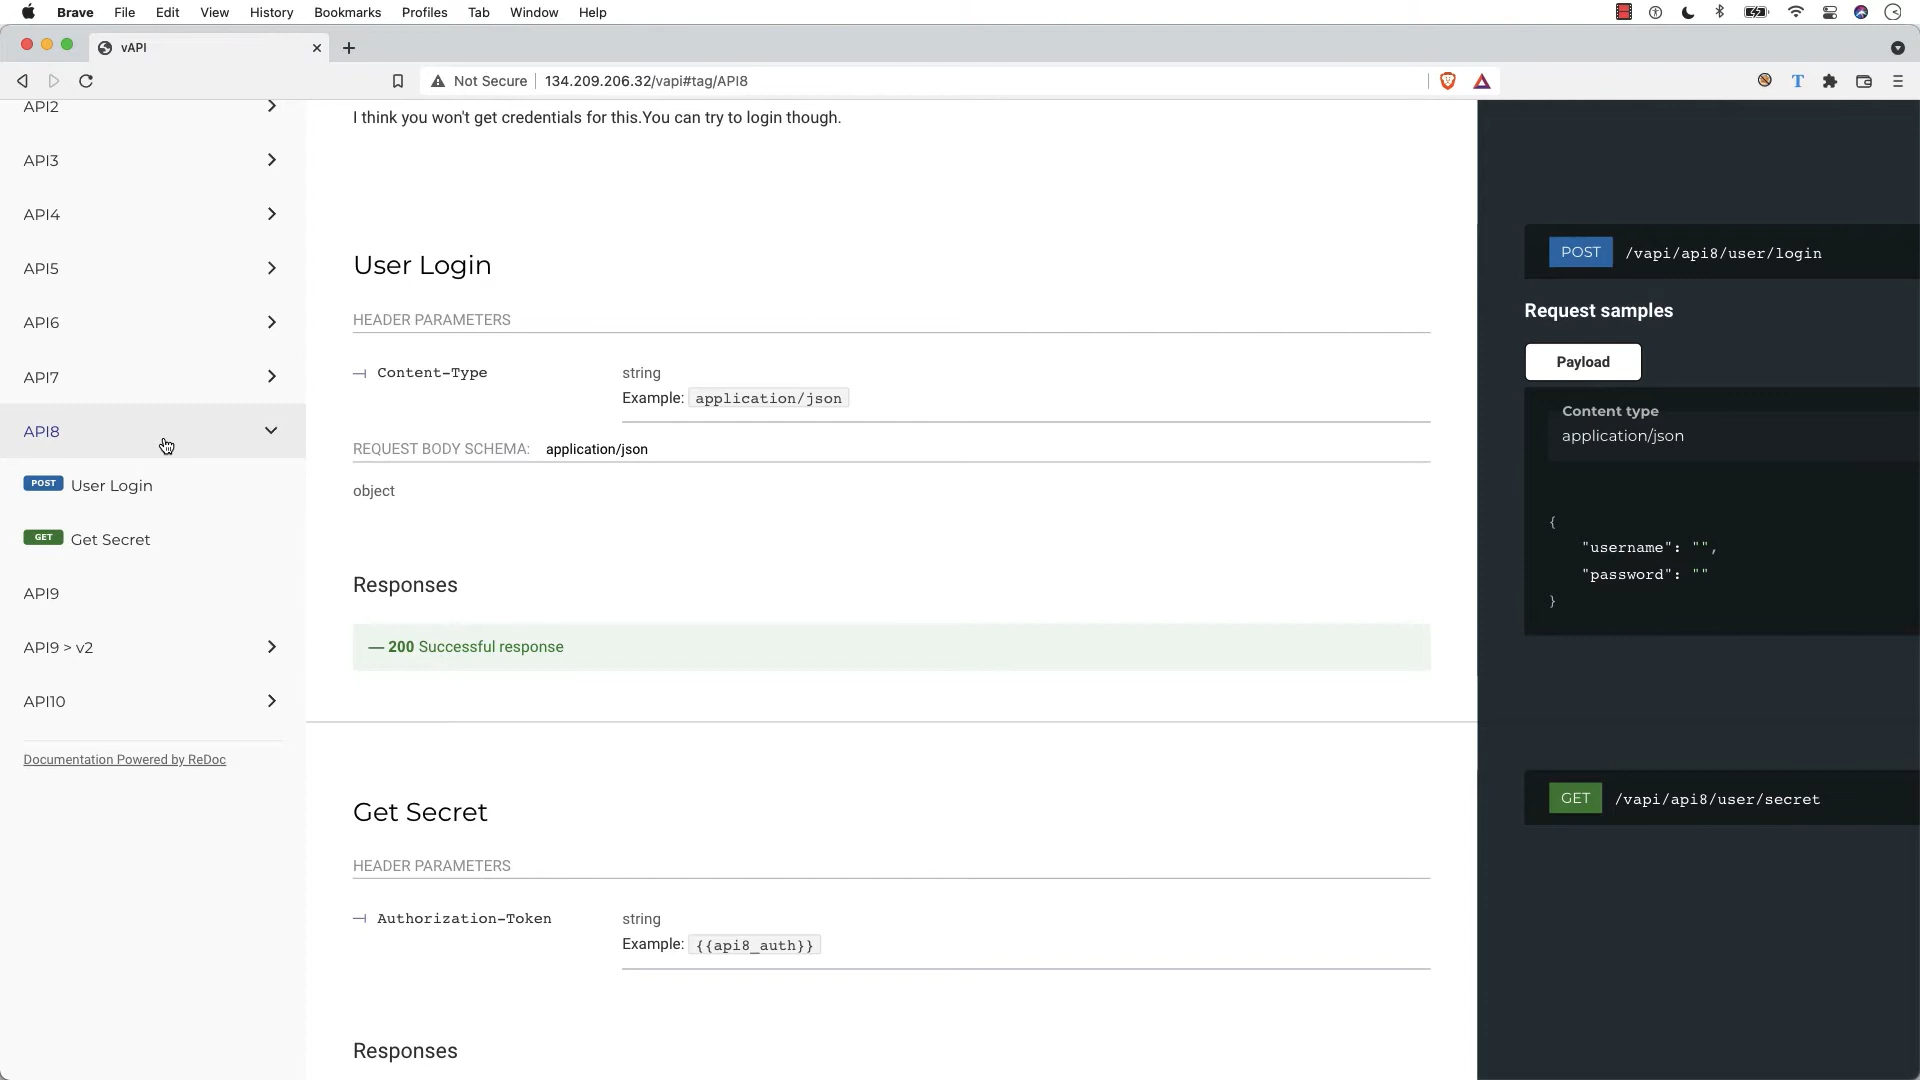 Brave File Edit View History Bookmarks Profiles Tab Window Help
vAPI
Not Secure 134.209.206.32/vapi#tag/API8
API2
API3
API4
API5
API6
API7
API8
POST User Login
GET Get Secret
API9
API9 > v2
API10
Documentation Powered by ReDoc
I think you won't get credentials for this.You can try to login though.
User Login
HEADER PARAMETERS
Content-Type string
Example: application/json
REQUEST BODY SCHEMA: application/json
object
Responses
— 200 Successful response
Get Secret
HEADER PARAMETERS
Authorization-Token string
Example: {{api8_auth}}
Responses
POST /vapi/api8/user/login
Request samples
Payload
Content type
application/json
{
"username": "",
"password": ""
}
GET /vapi/api8/user/secret